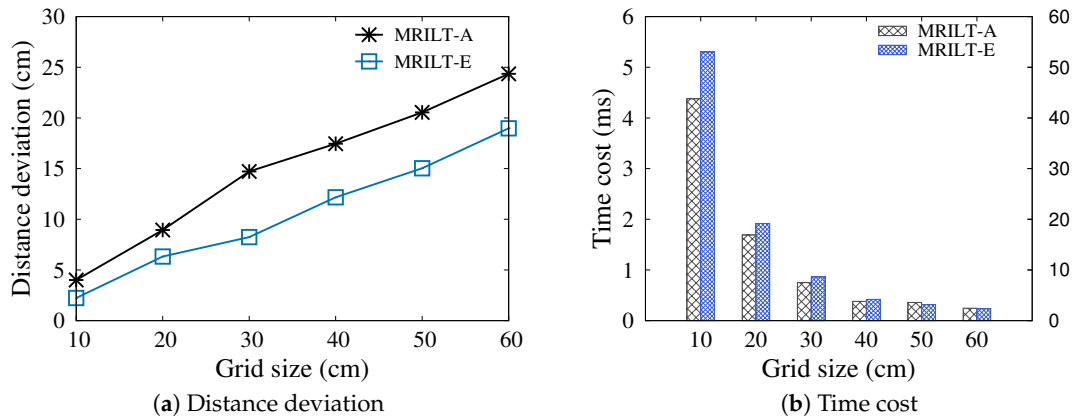 30
25
20
15
10
5
0
Distance deviation (cm)
MRILT-A
MRILT-E
10 20 30 40 50 60
Grid size (cm)
(a) Distance deviation
6
5
4
3
2
1
0
Time cost (ms)
MRILT-A
MRILT-E
60
50
40
30
20
10
0
10 20 30 40 50 60
Grid size (cm)
(b) Time cost